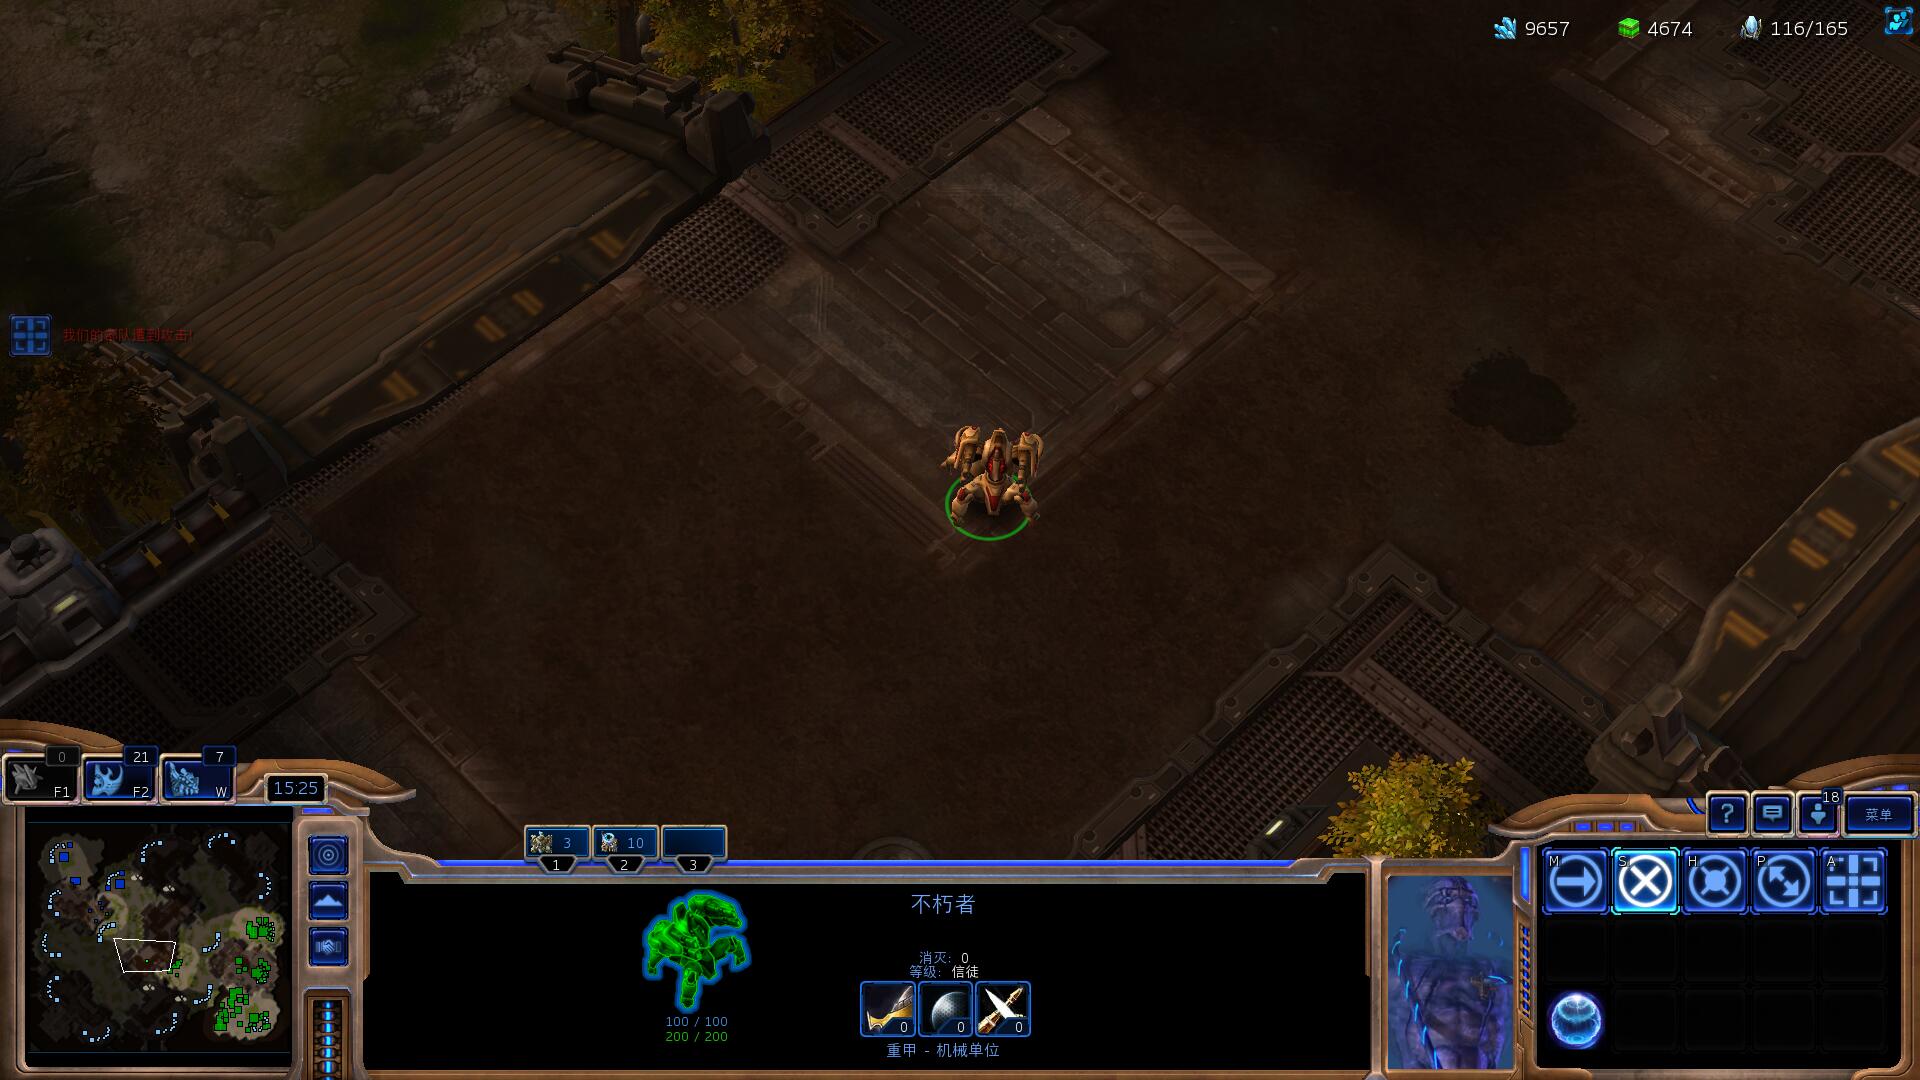 9657 4674 116/165
我们的部队遭到攻击!
0 21 7
F1 F2 W
15:25
3 10
1 2 3
不朽者
消灭: 0
等级: 信徒
0 0 0
重甲 - 机械单位
100 / 100
200 / 200
? 18 菜单
M S H P A